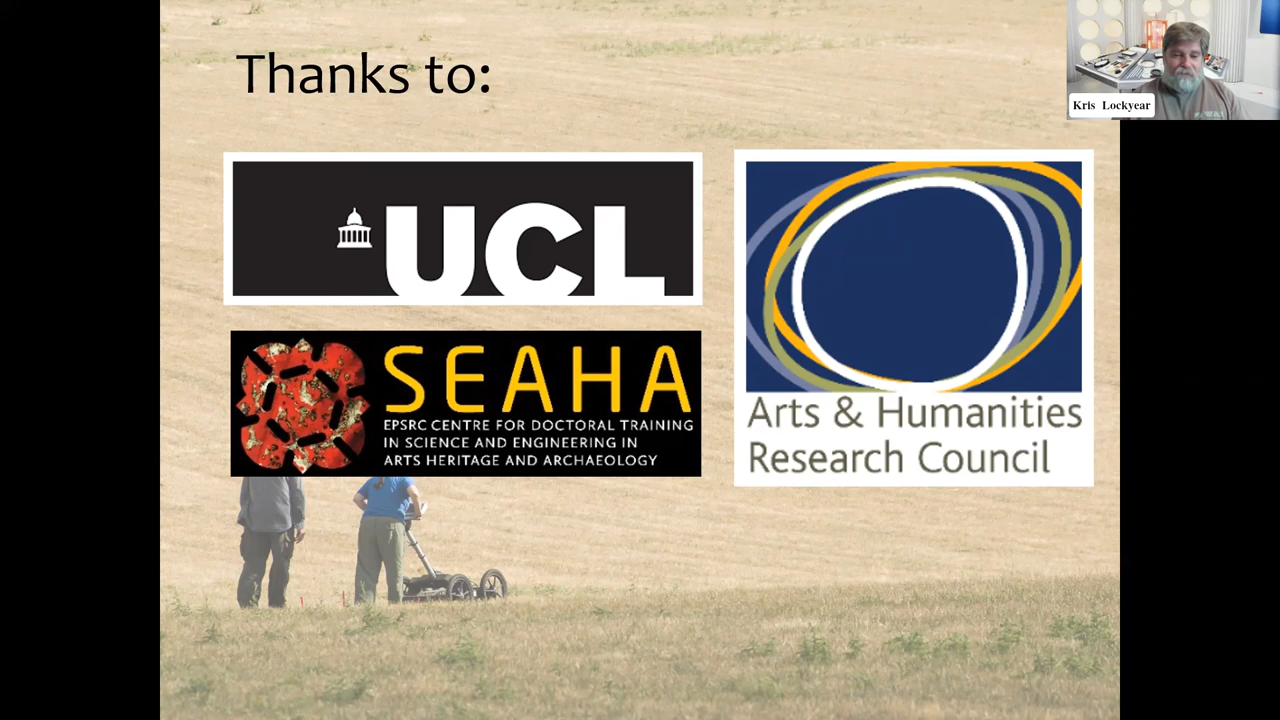 Thanks to:
Kris Lockyear
UCL
SEAHA
EPSRC CENTRE FOR DOCTORAL TRAINING
IN SCIENCE AND ENGINEERING IN
ARTS HERITAGE AND ARCHAEOLOGY
Arts & Humanities
Research Council